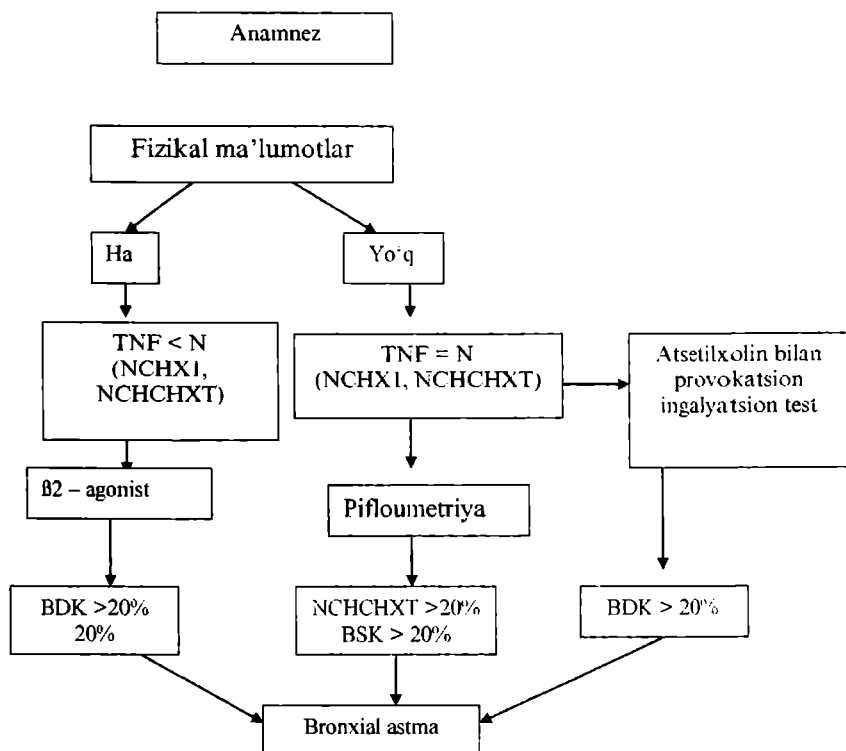 Anamnez
Fizikal ma’lumotlar
Ha
Yo‘q
TNF < N
(NCHX1,
NCHCHXT)
TNF = N
(NCHX1, NCHCHXT)
Atsetilxolin bilan
provokatsion
ingalyatsion test
ß2 – agonist
Pifloumetriya
BDK >20%
20%
NCHCHXT >20%
BSK > 20%
BDK > 20%
Bronxial astma